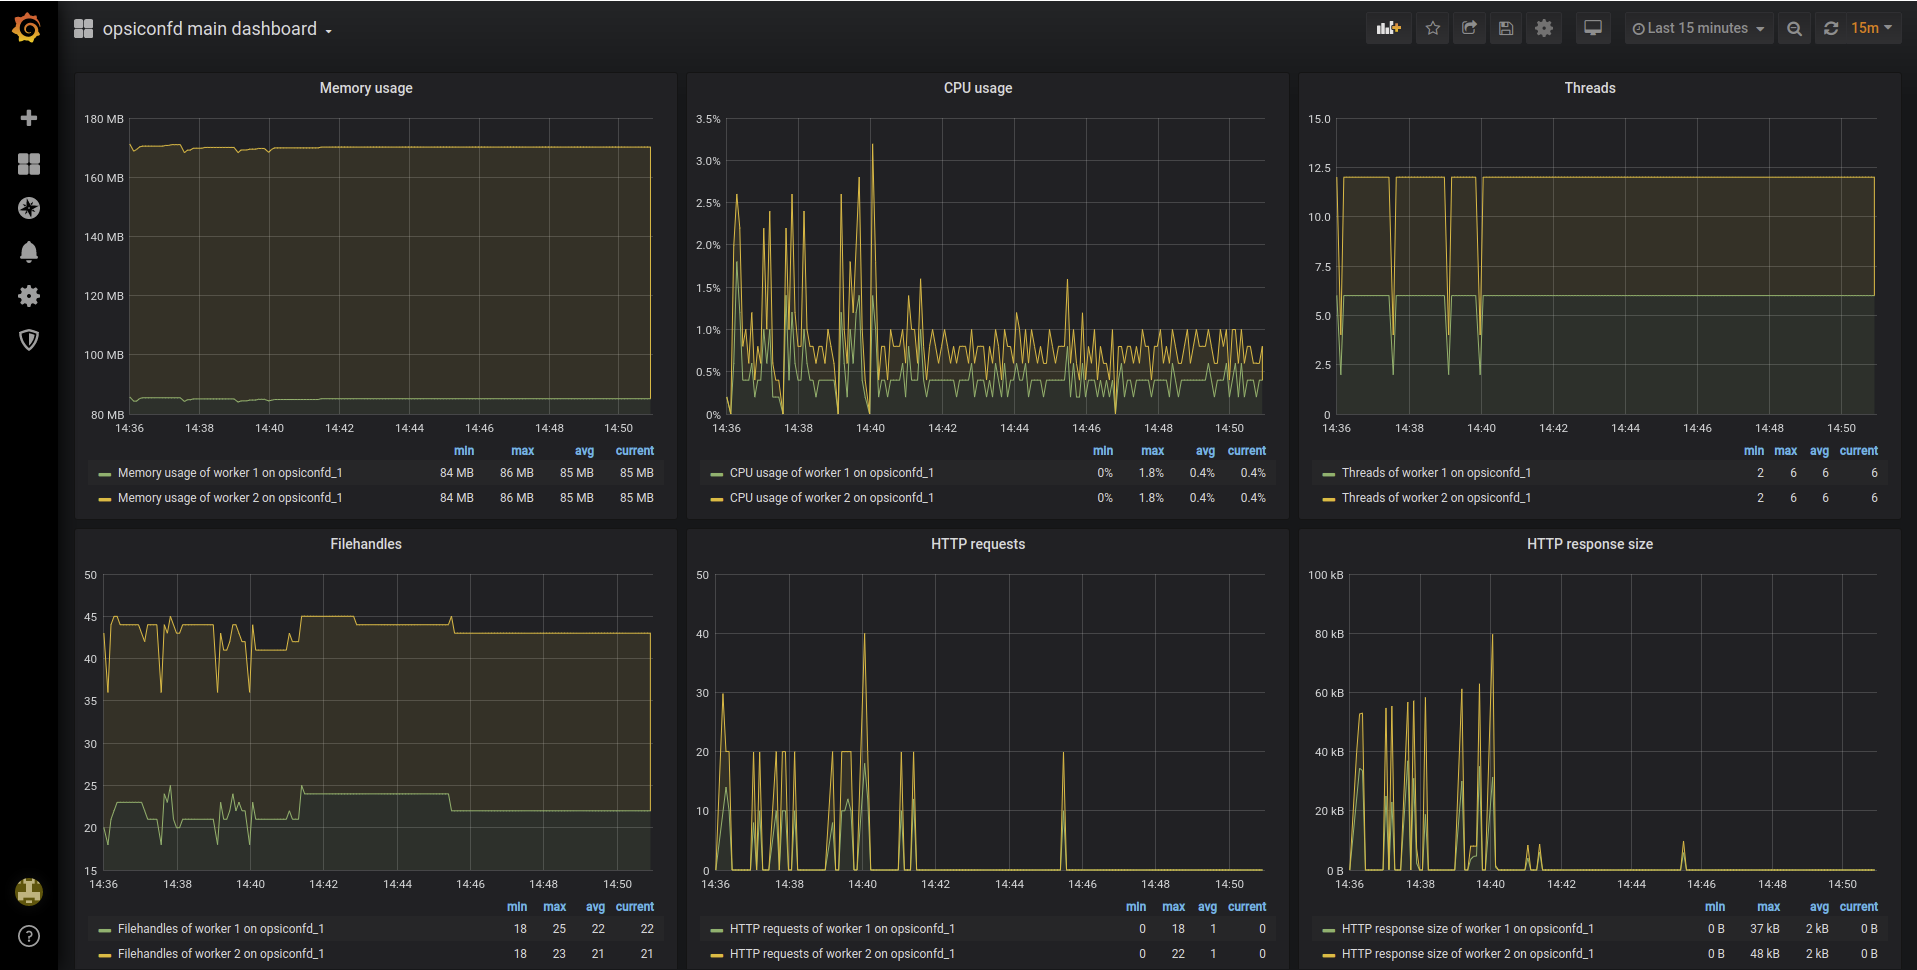 opsiconfd main dashboard
Last 15 minutes
15m
Memory usage
180 MB
160 MB
140 MB
120 MB
100 MB
80 MB
14:36 14:38 14:40 14:42 14:44 14:46 14:48 14:50
min max avg current
Memory usage of worker 1 on opsiconfd_1 84 MB 86 MB 85 MB 85 MB
Memory usage of worker 2 on opsiconfd_1 84 MB 86 MB 85 MB 85 MB
CPU usage
3.5%
3.0%
2.5%
2.0%
1.5%
1.0%
0.5%
0%
14:36 14:38 14:40 14:42 14:44 14:46 14:48 14:50
min max avg current
CPU usage of worker 1 on opsiconfd_1 0% 1.8% 0.4% 0.4%
CPU usage of worker 2 on opsiconfd_1 0% 1.8% 0.4% 0.4%
Threads
15.0
12.5
10.0
7.5
5.0
2.5
0
14:36 14:38 14:40 14:42 14:44 14:46 14:48 14:50
min max avg current
Threads of worker 1 on opsiconfd_1 2 6 6 6
Threads of worker 2 on opsiconfd_1 2 6 6 6
Filehandles
50
45
40
35
30
25
20
15
14:36 14:38 14:40 14:42 14:44 14:46 14:48 14:50
min max avg current
Filehandles of worker 1 on opsiconfd_1 18 25 22 22
Filehandles of worker 2 on opsiconfd_1 18 23 21 21
HTTP requests
50
40
30
20
10
0
14:36 14:38 14:40 14:42 14:44 14:46 14:48 14:50
min max avg current
HTTP requests of worker 1 on opsiconfd_1 0 18 1 0
HTTP requests of worker 2 on opsiconfd_1 0 22 1 0
HTTP response size
100 kB
80 kB
60 kB
40 kB
20 kB
0 B
14:36 14:38 14:40 14:42 14:44 14:46 14:48 14:50
min max avg current
HTTP response size of worker 1 on opsiconfd_1 0 B 37 kB 2 kB 0 B
HTTP response size of worker 2 on opsiconfd_1 0 B 48 kB 2 kB 0 B